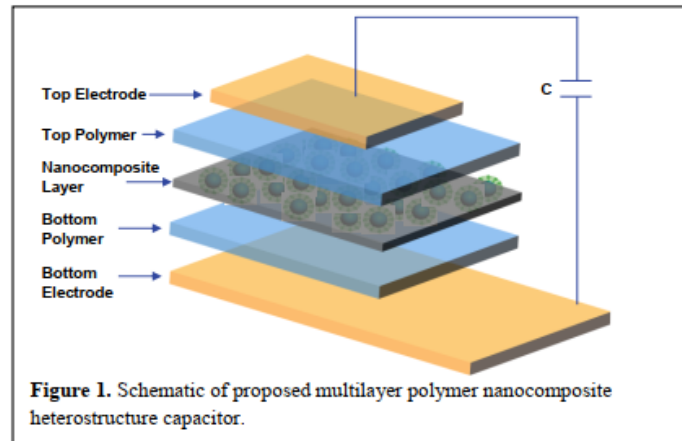 Top Electrode
C
Top Polymer
Nanocomposite
Layer
Bottom
Polymer
Bottom
Electrode
Figure 1. Schematic of proposed multilayer polymer nanocomposite
heterostructure capacitor.